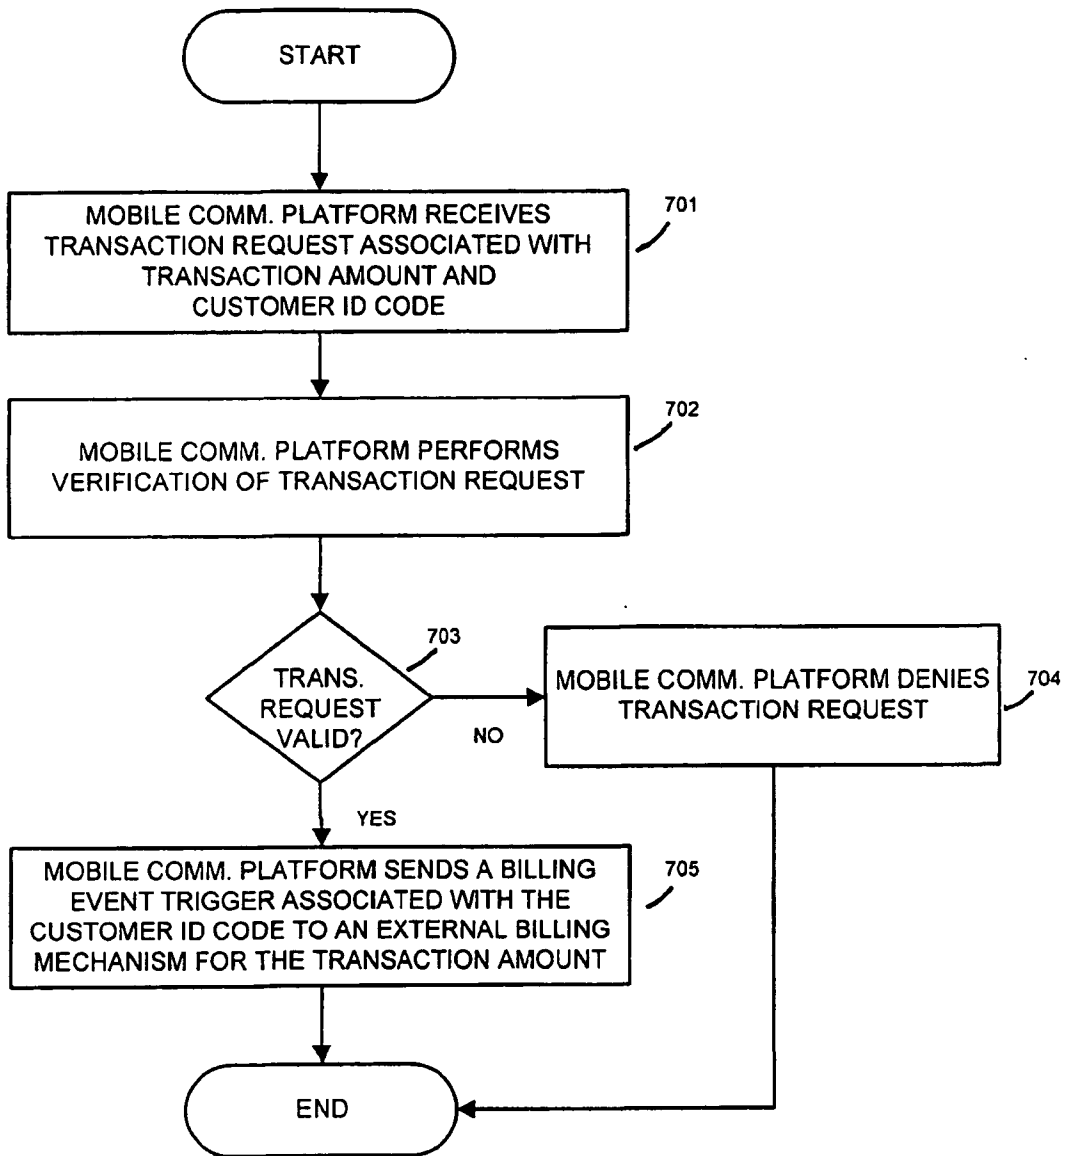 START
MOBILE COMM. PLATFORM RECEIVES
TRANSACTION REQUEST ASSOCIATED WITH
TRANSACTION AMOUNT AND
CUSTOMER ID CODE
701
MOBILE COMM. PLATFORM PERFORMS
VERIFICATION OF TRANSACTION REQUEST
702
TRANS.
REQUEST
VALID?
703
NO
MOBILE COMM. PLATFORM DENIES
TRANSACTION REQUEST
704
YES
MOBILE COMM. PLATFORM SENDS A BILLING
EVENT TRIGGER ASSOCIATED WITH THE
CUSTOMER ID CODE TO AN EXTERNAL BILLING
MECHANISM FOR THE TRANSACTION AMOUNT
705
END